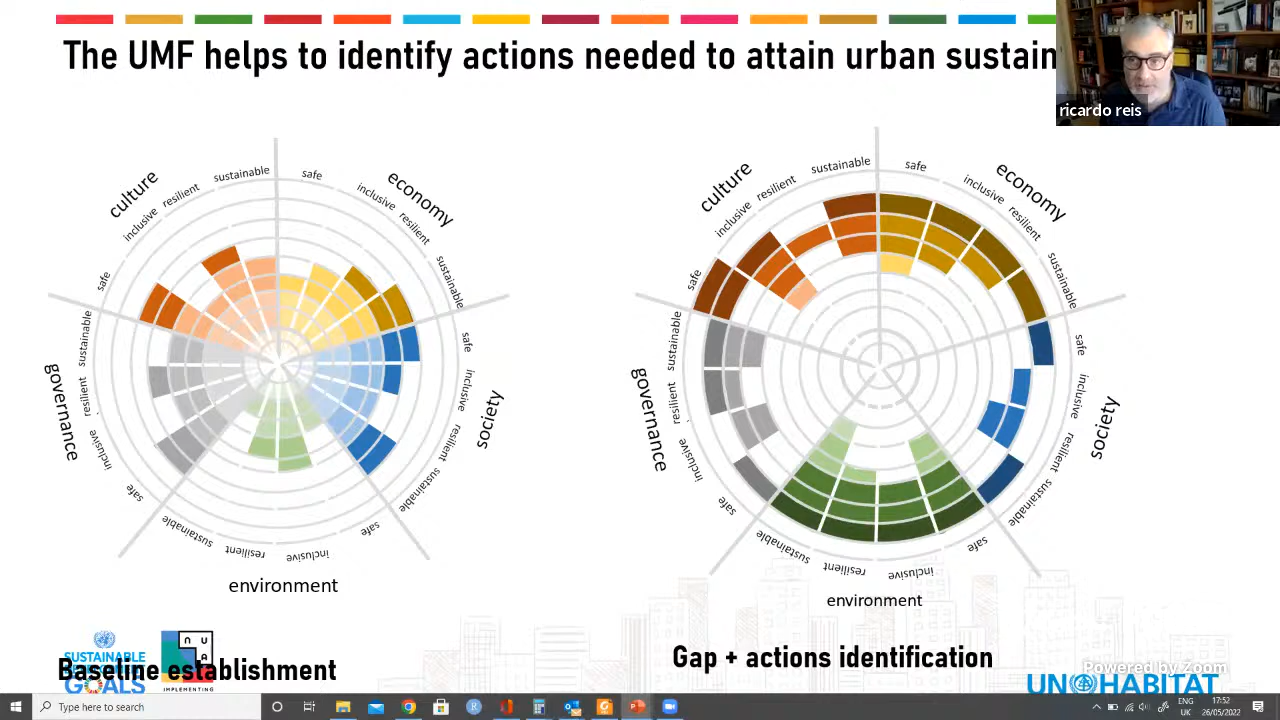 The UMF helps to identify actions needed to attain urban sustain
ricardo reis
culture
economy
society
environment
governance
sustainable
safe
inclusive
resilient
sustainable
safe
inclusive
resilient
sustainable
safe
inclusive
resilient
sustainable
safe
inclusive
resilient
sustainable
safe
inclusive
resilient
culture
economy
society
environment
governance
sustainable
safe
inclusive
resilient
sustainable
safe
inclusive
resilient
sustainable
safe
inclusive
resilient
sustainable
safe
inclusive
resilient
sustainable
safe
inclusive
resilient
Baseline establishment
Gap + actions identification
SUSTAINABLE
GOALS
N U
A
IMPLEMENTING
Powered by Zoom
UN HABITAT
Type here to search
ENG
UK
17:52
26/05/2022